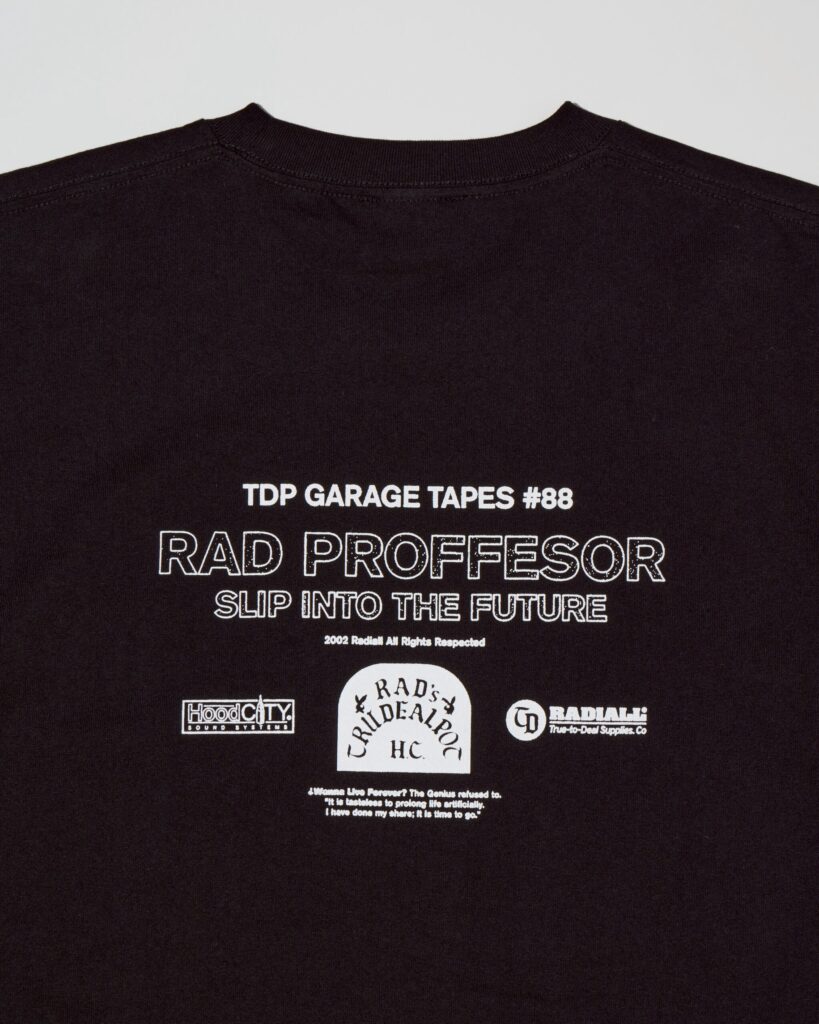 TDP GARAGE TAPES #88
RAD PROFFESOR
SLIP INTO THE FUTURE
2002 Radiall All Rights Respected
HoodCITY.
SOUND SYSTEMS
RAD's
TRUDEALPOT
H.C.
TD
RADIALL
True-to-Deal Supplies. Co
Wanna Live Forever? The Genius refused to.
"It is tasteless to prolong life artificially.
I have done my share; it is time to go."